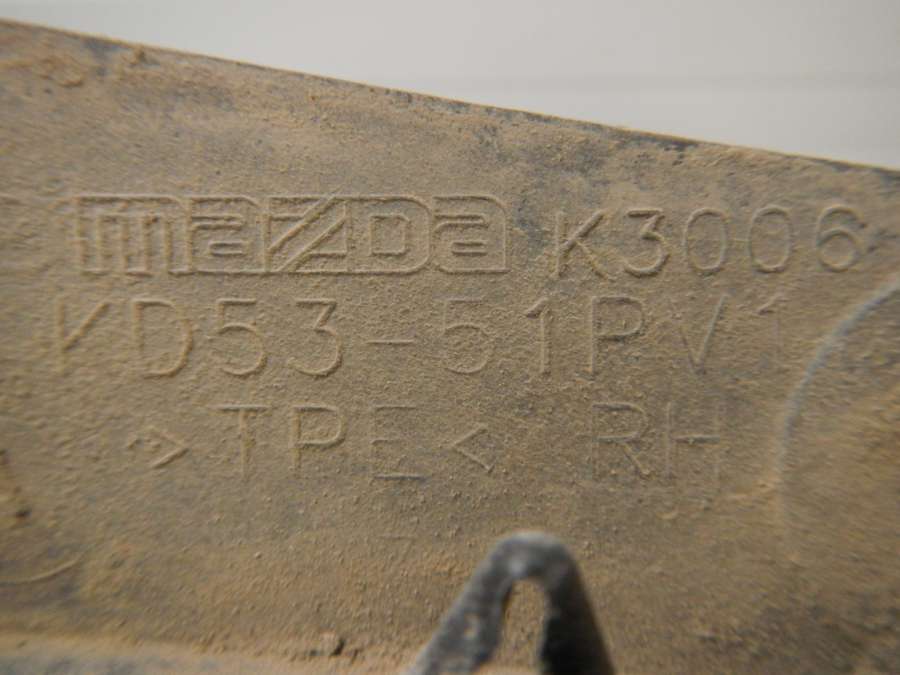 mazda K3006
KD53-51PV1
>TPE< RH